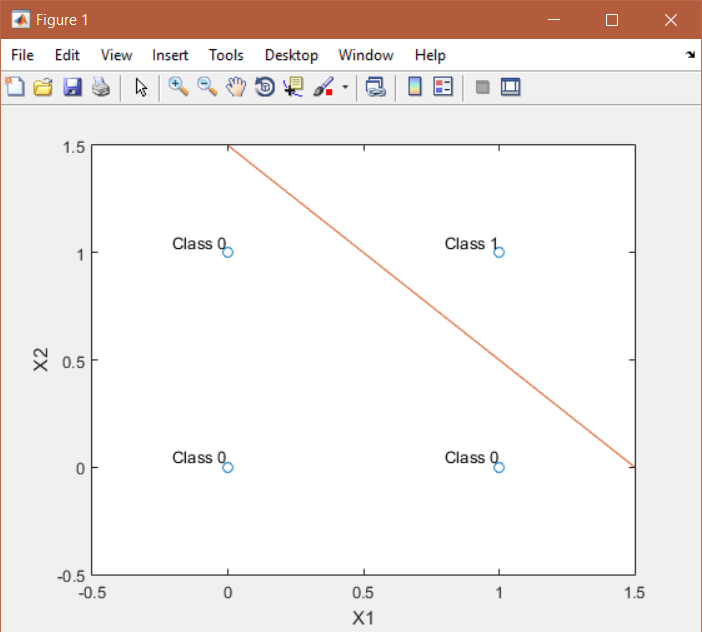 Figure 1
File Edit View Insert Tools Desktop Window Help
1.5
Class 0 Class 1
1
X2
0.5
Class 0 Class 0
0
-0.5
-0.5 0 0.5 1 1.5
X1